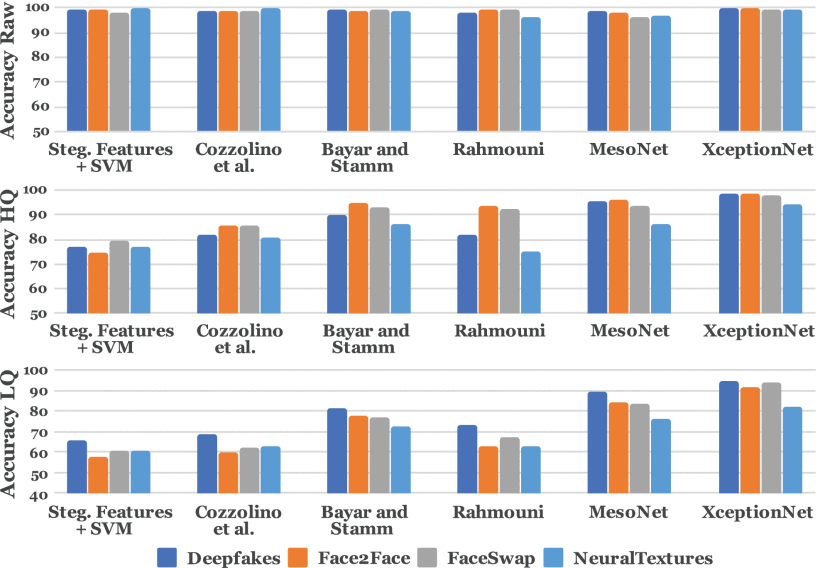 Accuracy Raw
100
90
80
70
60
50
Steg. Features Cozzolino Bayar and Rahmouni MesoNet XceptionNet
+ SVM et al. Stamm
Accuracy HQ
100
90
80
70
60
50
Steg. Features Cozzolino Bayar and Rahmouni MesoNet XceptionNet
+ SVM et al. Stamm
Accuracy LQ
100
90
80
70
60
50
40
Steg. Features Cozzolino Bayar and Rahmouni MesoNet XceptionNet
+ SVM et al. Stamm
Deepfakes Face2Face FaceSwap NeuralTextures